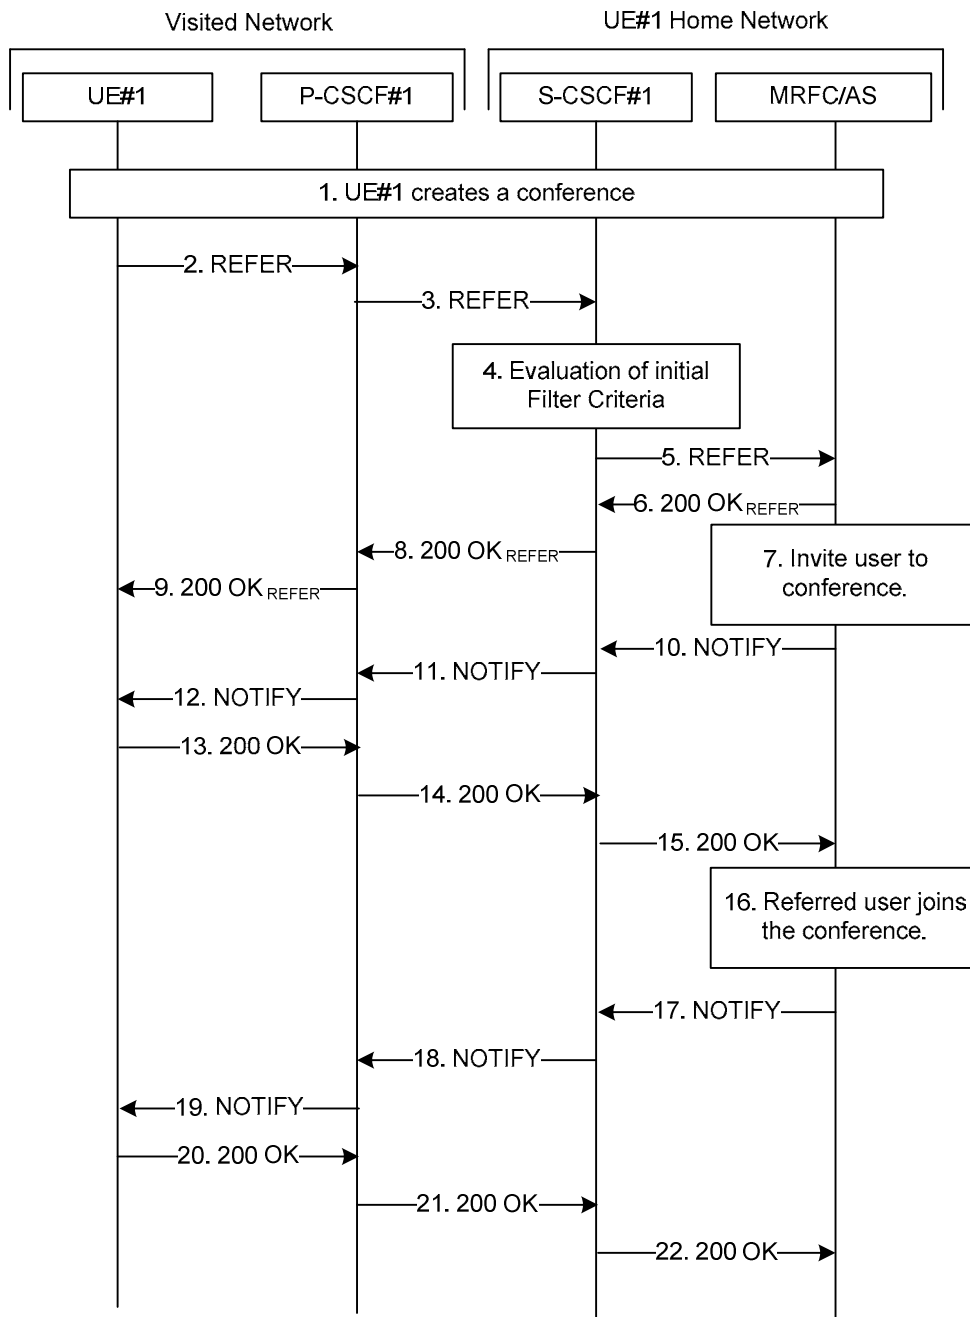 Visited Network
UE#1 Home Network
UE#1
P-CSCF#1
S-CSCF#1
MRFC/AS
1. UE#1 creates a conference
2. REFER
3. REFER
4. Evaluation of initial
Filter Criteria
5. REFER
6. 200 OK REFER
7. Invite user to
conference.
8. 200 OK REFER
9. 200 OK REFER
10. NOTIFY
11. NOTIFY
12. NOTIFY
13. 200 OK
14. 200 OK
15. 200 OK
16. Referred user joins
the conference.
17. NOTIFY
18. NOTIFY
19. NOTIFY
20. 200 OK
21. 200 OK
22. 200 OK